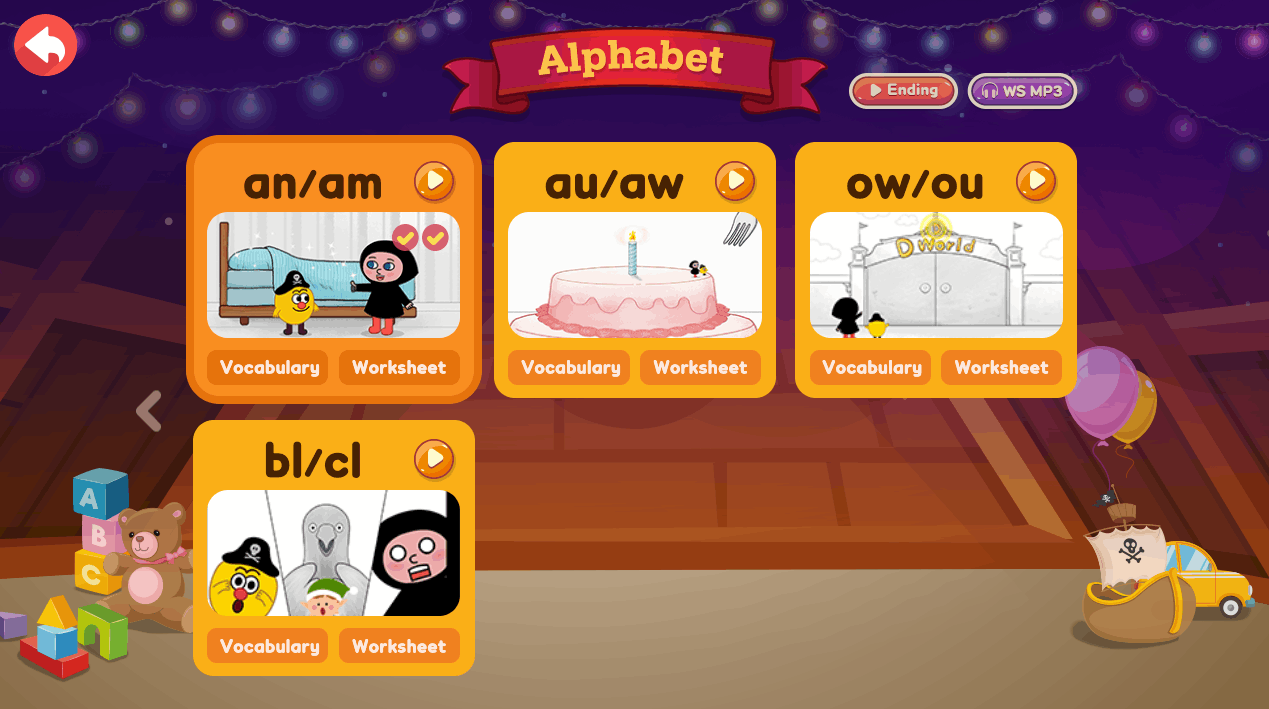 Alphabet
Ending
WS MP3
an/am
Vocabulary
Worksheet
au/aw
Vocabulary
Worksheet
ow/ou
D World
Vocabulary
Worksheet
bl/cl
Vocabulary
Worksheet
A
B
C